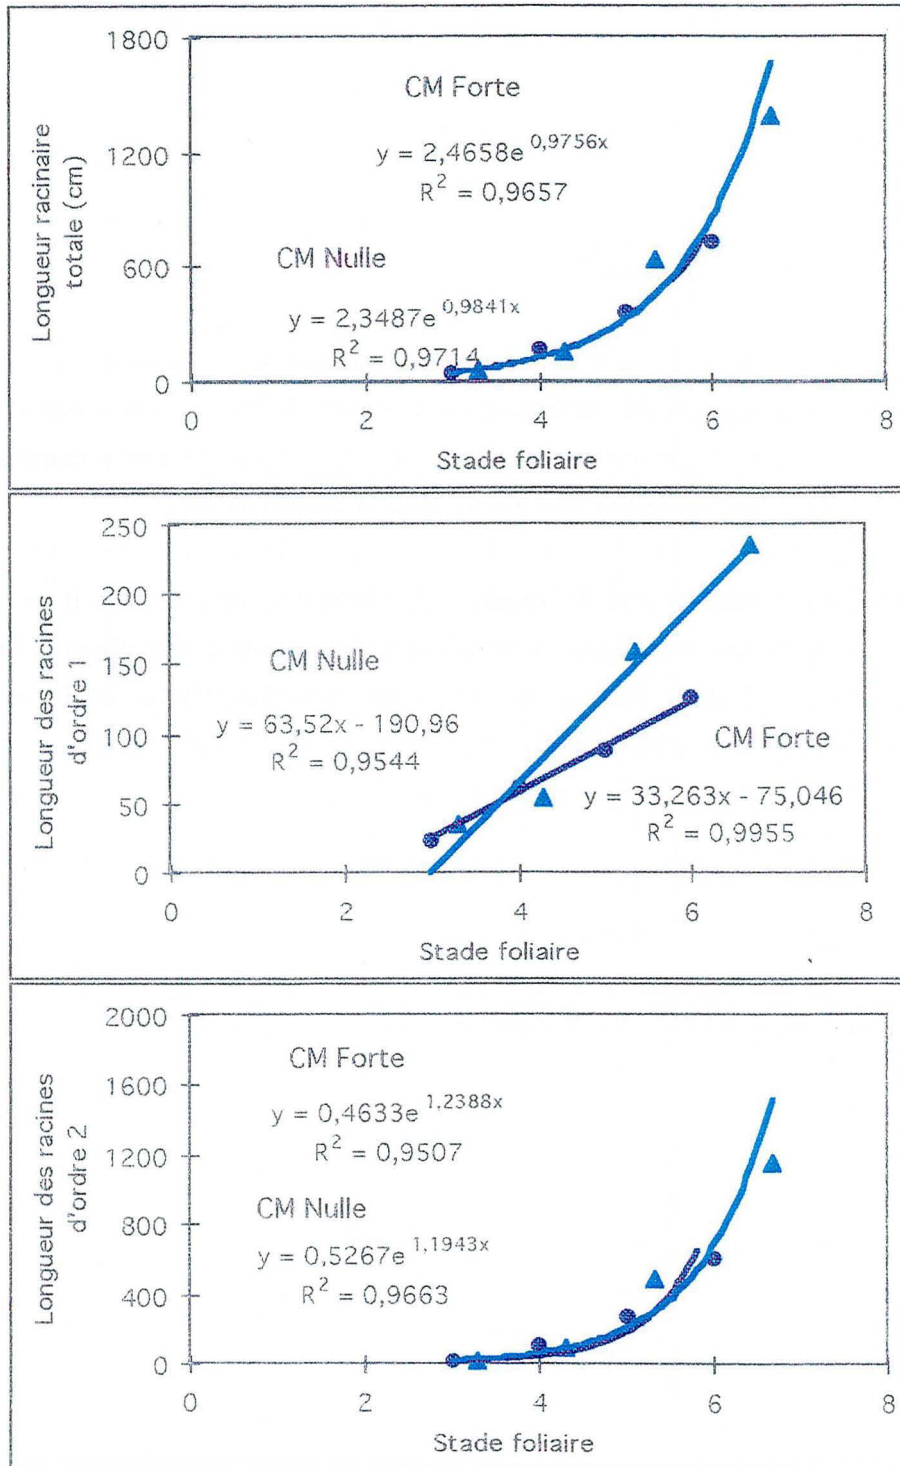 Longueur racinaire
totale (cm)
1800
1200
600
0
CM Forte
y = 2,4658e^0,9756x
R² = 0,9657
CM Nulle
y = 2,3487e^0,9841x
R² = 0,9714
0 2 4 6 8
Stade foliaire
Longueur des racines
d'ordre 1
250
200
150
100
50
0
CM Nulle
y = 63,52x - 190,96
R² = 0,9544
CM Forte
y = 33,263x - 75,046
R² = 0,9955
0 2 4 6 8
Stade foliaire
Longueur des racines
d'ordre 2
2000
1600
1200
800
400
0
CM Forte
y = 0,4633e^1,2388x
R² = 0,9507
CM Nulle
y = 0,5267e^1,1943x
R² = 0,9663
0 2 4 6 8
Stade foliaire